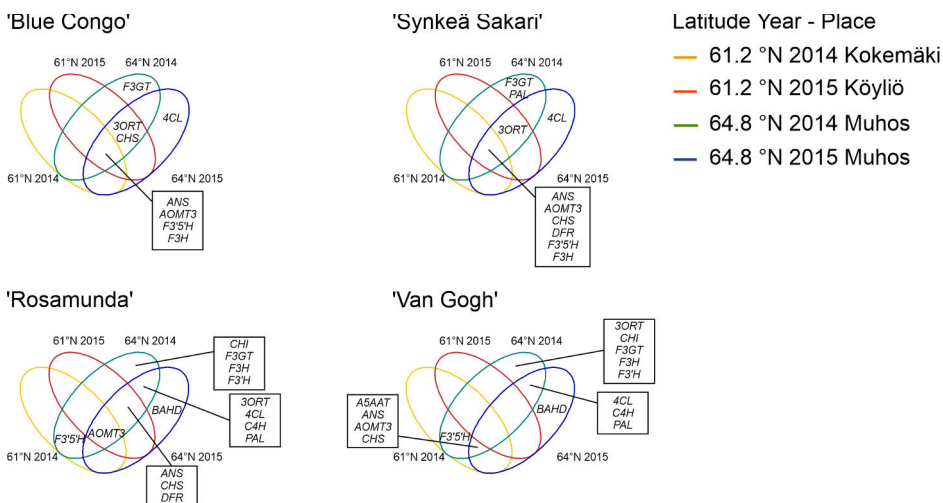 'Blue Congo'
61°N 2015
64°N 2014
F3GT
4CL
3ORT
CHS
61°N 2014
64°N 2015
ANS
AOMT3
F3'5'H
F3H
'Synkeä Sakari'
61°N 2015
64°N 2014
F3GT
PAL
4CL
3ORT
61°N 2014
64°N 2015
ANS
AOMT3
CHS
DFR
F3'5'H
F3H
Latitude Year - Place
61.2 °N 2014 Kokemäki
61.2 °N 2015 Köyliö
64.8 °N 2014 Muhos
64.8 °N 2015 Muhos
'Rosamunda'
61°N 2015
64°N 2014
CHI
F3GT
F3H
F3'H
3ORT
4CL
C4H
PAL
BAHD
F3'5'H
AOMT3
61°N 2014
64°N 2015
ANS
CHS
DFR
'Van Gogh'
61°N 2015
64°N 2014
3ORT
CHI
F3GT
F3H
F3'H
A5AAT
ANS
AOMT3
CHS
4CL
C4H
PAL
BAHD
F3'5'H
61°N 2014
64°N 2015